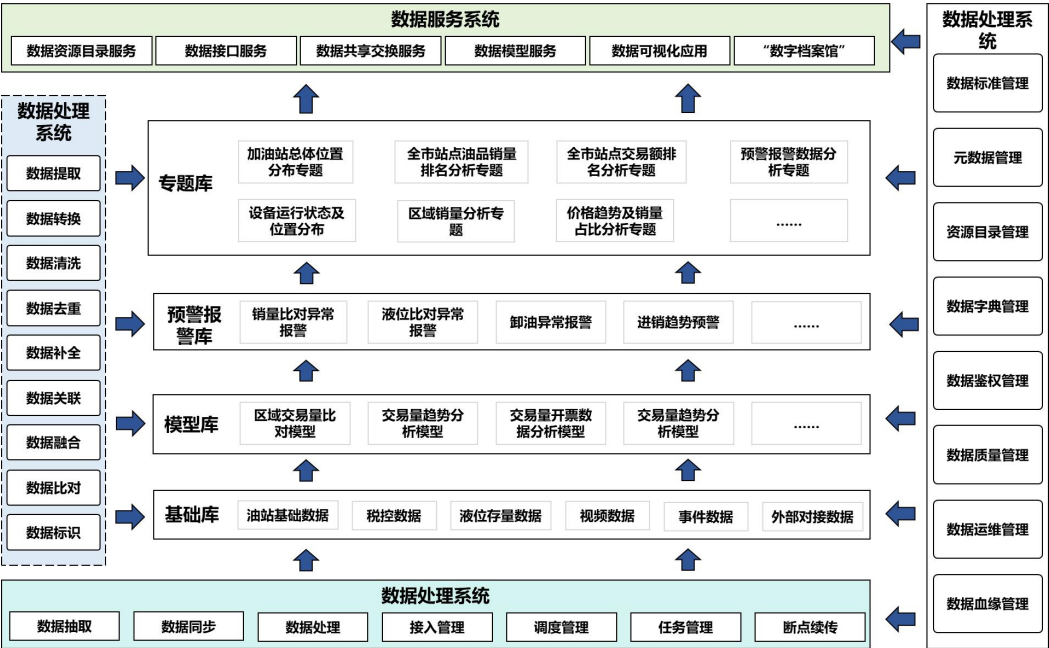 数据服务系统
数据资源目录服务
数据接口服务
数据共享交换服务
数据模型服务
数据可视化应用
“数字档案馆”
数据处理
系统
数据提取
数据转换
数据清洗
数据去重
数据补全
数据关联
数据融合
数据比对
数据标识
专题库
加油站总体位置
分布专题
全市站点油品销量
排名分析专题
全市站点交易额排
名分析专题
预警报警数据分
析专题
设备运行状态及
位置分布
区域销量分析专
题
价格趋势及销量
占比分析专题
......
预警报
警库
销量比对异常
报警
液位比对异常
报警
卸油异常报警
进销趋势预警
......
模型库
区域交易量比
对模型
交易量趋势分
析模型
交易量开票数
据分析模型
交易量趋势分
析模型
......
基础库
油站基础数据
税控数据
液位存量数据
视频数据
事件数据
外部对接数据
数据处理系统
数据抽取
数据同步
数据处理
接入管理
调度管理
任务管理
断点续传
数据处理系
统
数据标准管理
元数据管理
资源目录管理
数据字典管理
数据鉴权管理
数据质量管理
数据运维管理
数据血缘管理